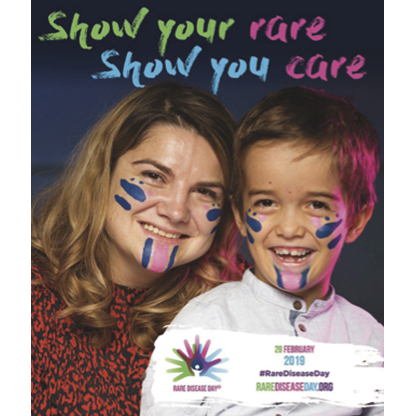 Show your rare
Show you care
28 FEBRUARY
2019
#RareDiseaseDay
RARE DISEASE DAY®
RAREDISEASEDAY.ORG